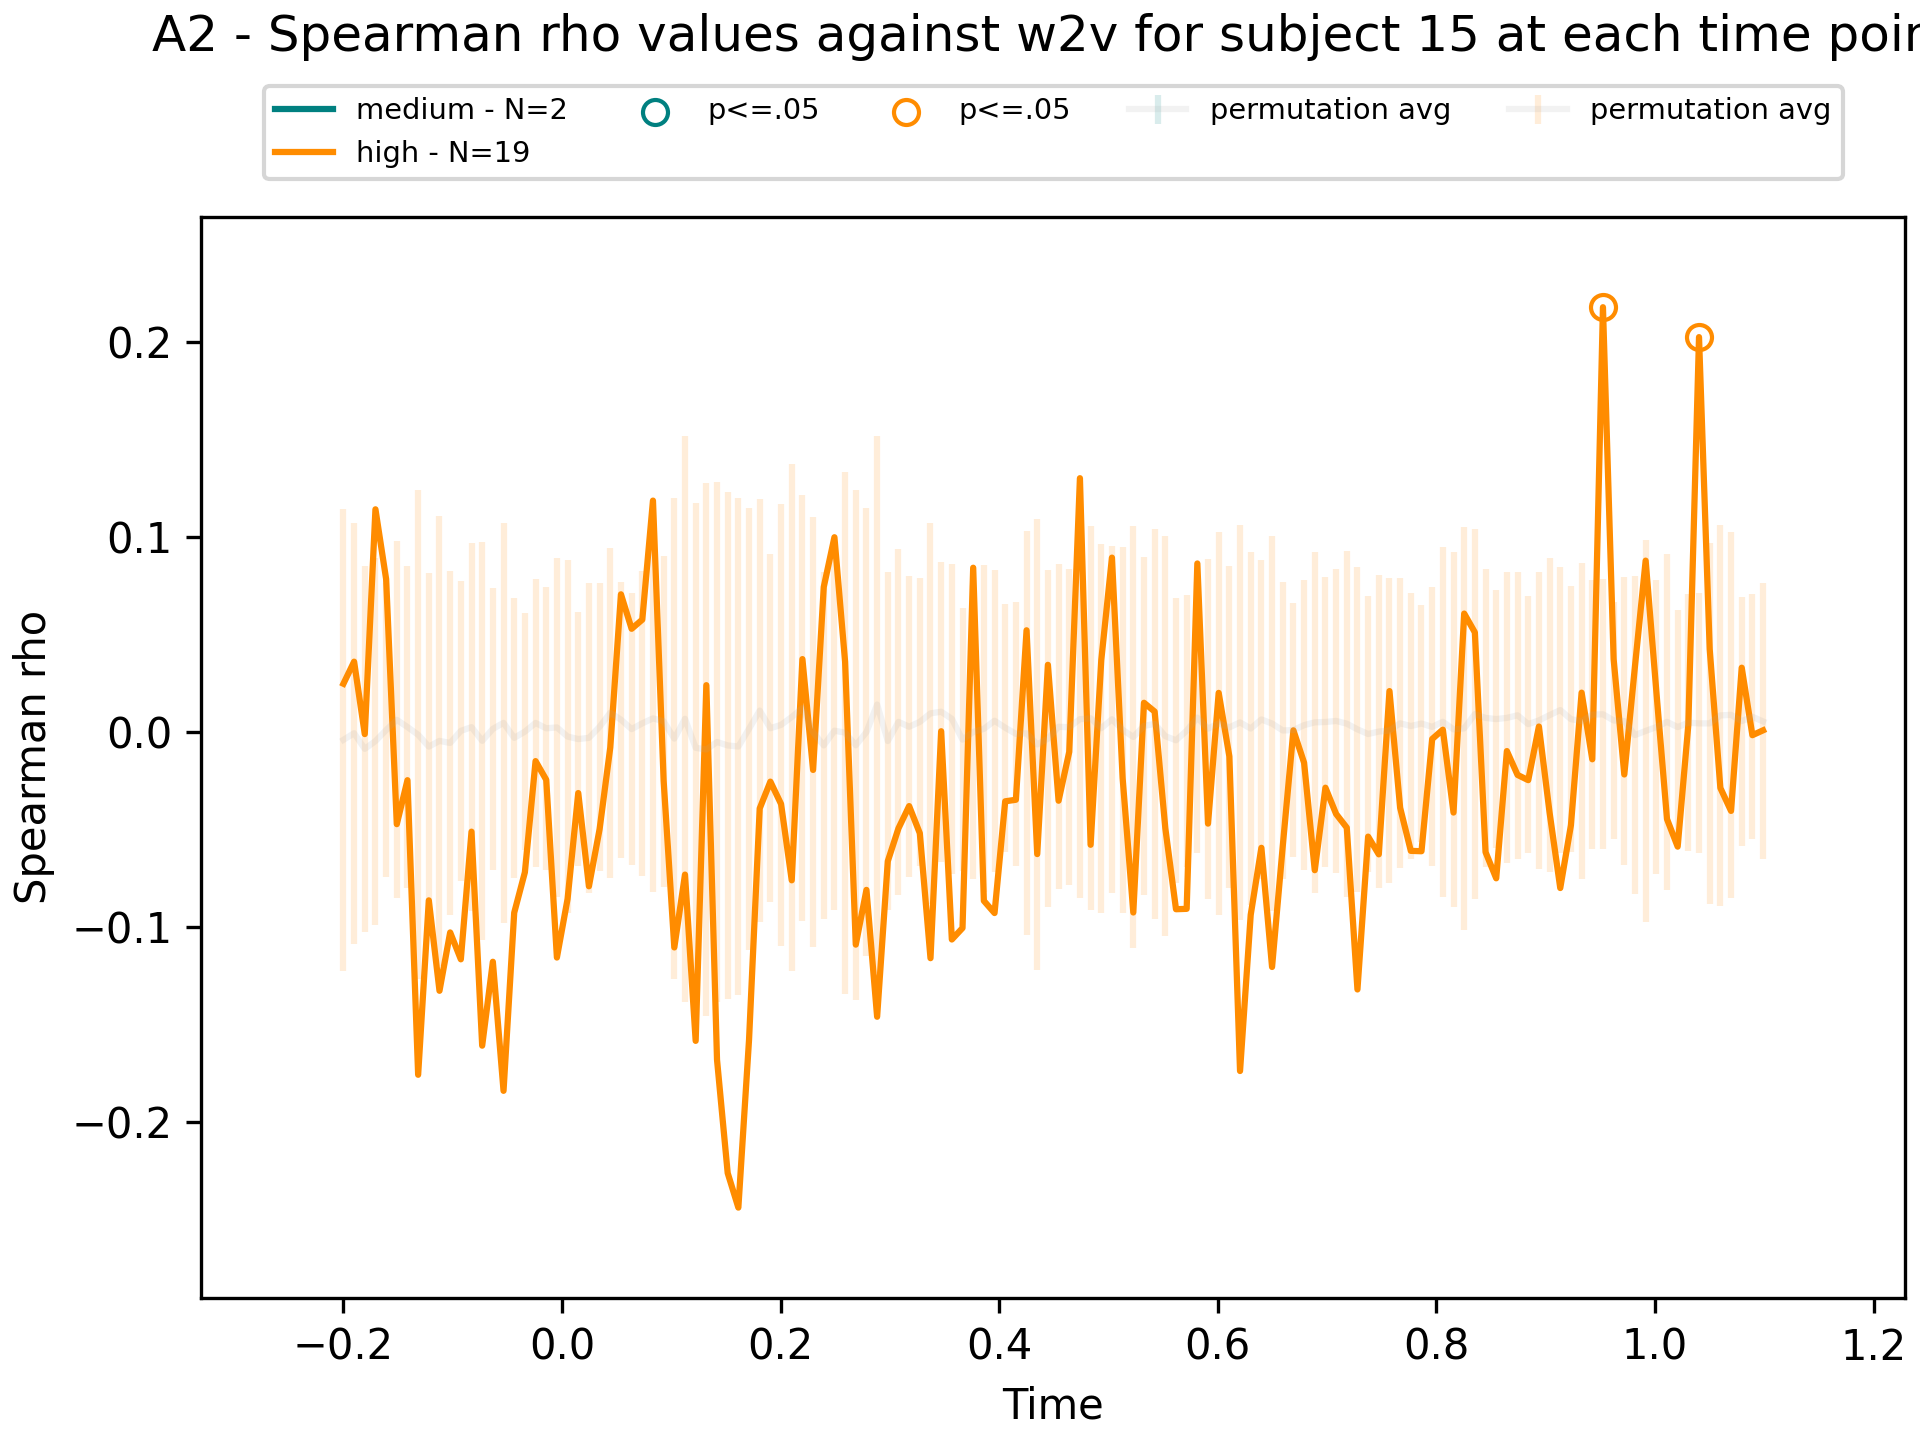 A2 - Spearman rho values against w2v for subject 15 at each time poin
medium - N=2
high - N=19
p<=.05
p<=.05
permutation avg
permutation avg
Spearman rho
0.2
0.1
0.0
−0.1
−0.2
−0.2 0.0 0.2 0.4 0.6 0.8 1.0 1.2
Time